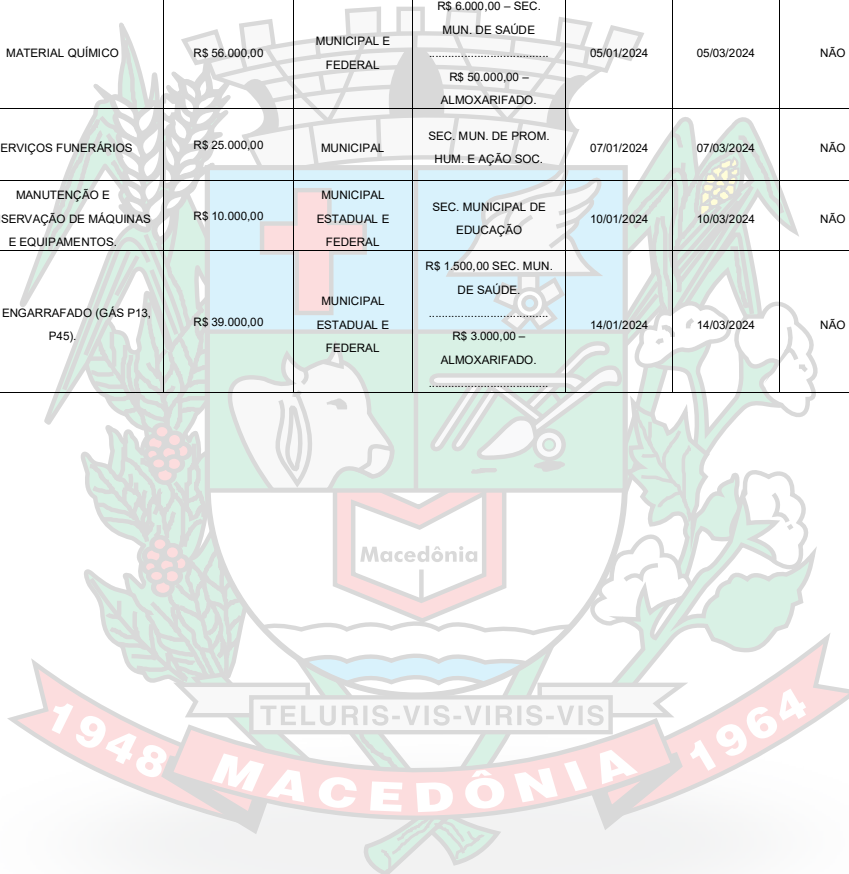 R$ 6.000,00 – SEC.
MUN. DE SAÚDE
...................................
R$ 50.000,00 –
ALMOXARIFADO.
MATERIAL QUÍMICO
R$ 56.000,00
MUNICIPAL E
FEDERAL
05/01/2024
05/03/2024
NÃO
ERVIÇOS FUNERÁRIOS
R$ 25.000,00
MUNICIPAL
SEC. MUN. DE PROM.
HUM. E AÇÃO SOC.
07/01/2024
07/03/2024
NÃO
MANUTENÇÃO E
SERVAÇÃO DE MÁQUINAS
E EQUIPAMENTOS.
R$ 10.000,00
MUNICIPAL
ESTADUAL E
FEDERAL
SEC. MUNICIPAL DE
EDUCAÇÃO
10/01/2024
10/03/2024
NÃO
ENGARRAFADO (GÁS P13,
P45).
R$ 39.000,00
MUNICIPAL
ESTADUAL E
FEDERAL
R$ 1.500,00 SEC. MUN.
DE SAÚDE.
...................................
R$ 3.000,00 –
ALMOXARIFADO.
...................................
14/01/2024
14/03/2024
NÃO
Macedônia
TELURIS-VIS-VIRIS-VIS
1948 MACEDÔNIA 1964